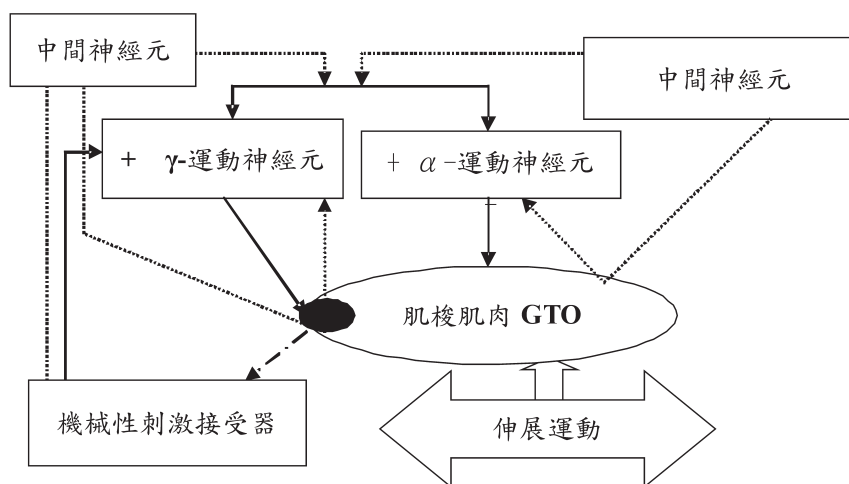 中間神經元
中間神經元
+ γ-運動神經元
+ α-運動神經元
肌梭肌肉 GTO
機械性刺激接受器
伸展運動